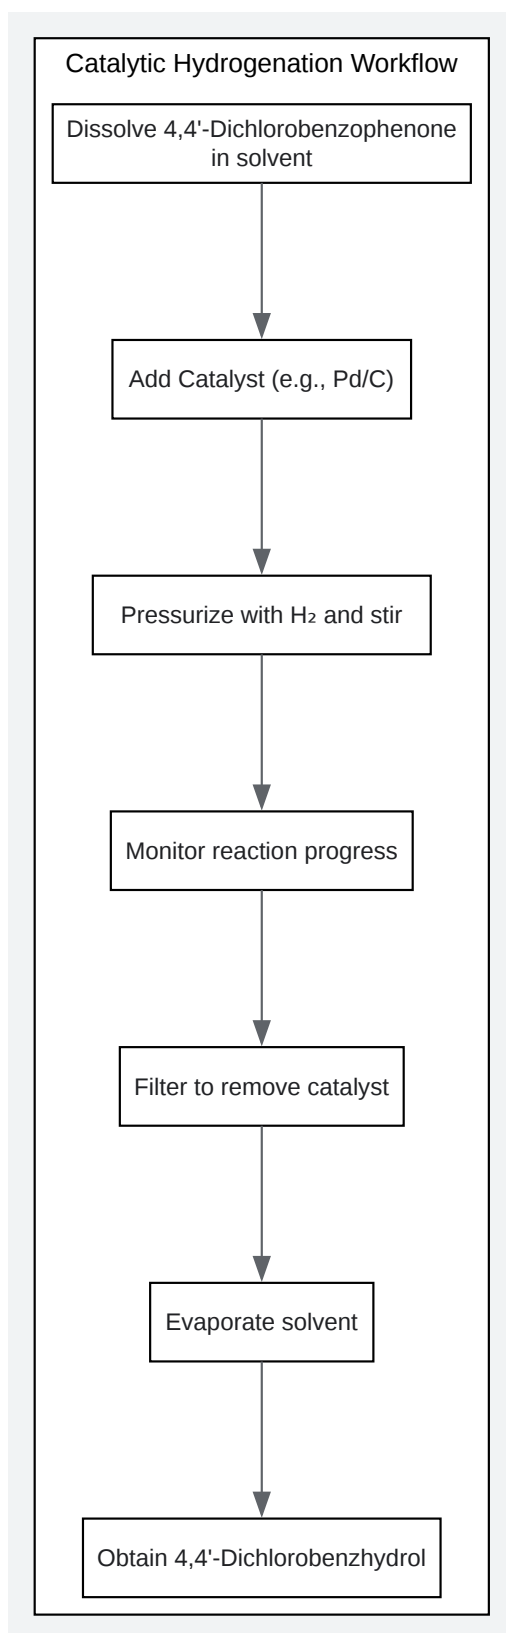 Catalytic Hydrogenation Workflow
Dissolve 4,4'-Dichlorobenzophenone
in solvent
Add Catalyst (e.g., Pd/C)
Pressurize with H₂ and stir
Monitor reaction progress
Filter to remove catalyst
Evaporate solvent
Obtain 4,4'-Dichlorobenzhydrol